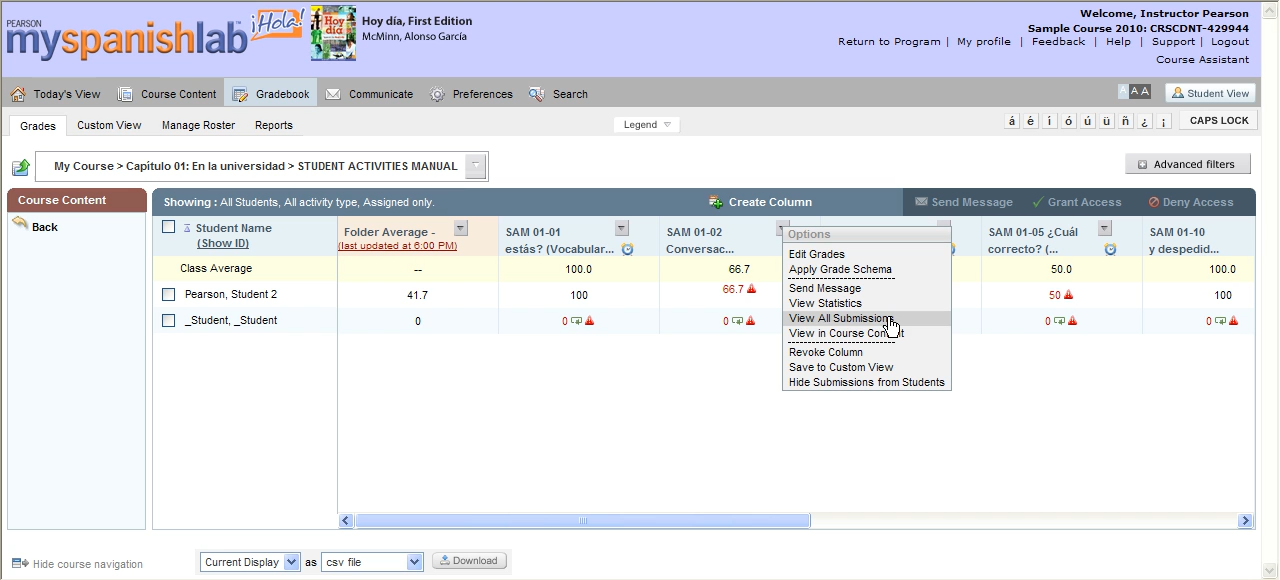 PEARSON
myspanishlab
¡Hola!
Hoy día
Hoy día, First Edition
McMinn, Alonso García
Welcome, Instructor Pearson
Sample Course 2010: CRSCDNT-429944
Return to Program | My profile | Feedback | Help | Support | Logout
Course Assistant
Today's View Course Content Gradebook Communicate Preferences Search
A A A Student View
Grades Custom View Manage Roster Reports
Legend
á é í ó ú ü ñ ¿ ¡ CAPS LOCK
My Course > Capítulo 01: En la universidad > STUDENT ACTIVITIES MANUAL
Advanced filters
Course Content
Back
Showing : All Students, All activity type, Assigned only.
Create Column
Send Message Grant Access Deny Access
Student Name
(Show ID)
Folder Average -
(last updated at 6:00 PM)
SAM 01-01
estás? (Vocabular...
SAM 01-02
Conversac...
SAM 01-05 ¿Cuál
correcto? (...
SAM 01-10
y despedid...
Class Average -- 100.0 66.7 50.0 100.0
Pearson, Student 2 41.7 100 66.7 50 100
_Student, _Student 0 0 0 0 0
Options
Edit Grades
Apply Grade Schema
Send Message
View Statistics
View All Submissions
View in Course
Revoke Column
Save to Custom View
Hide Submissions from Students
Hide course navigation
Current Display as csv file Download